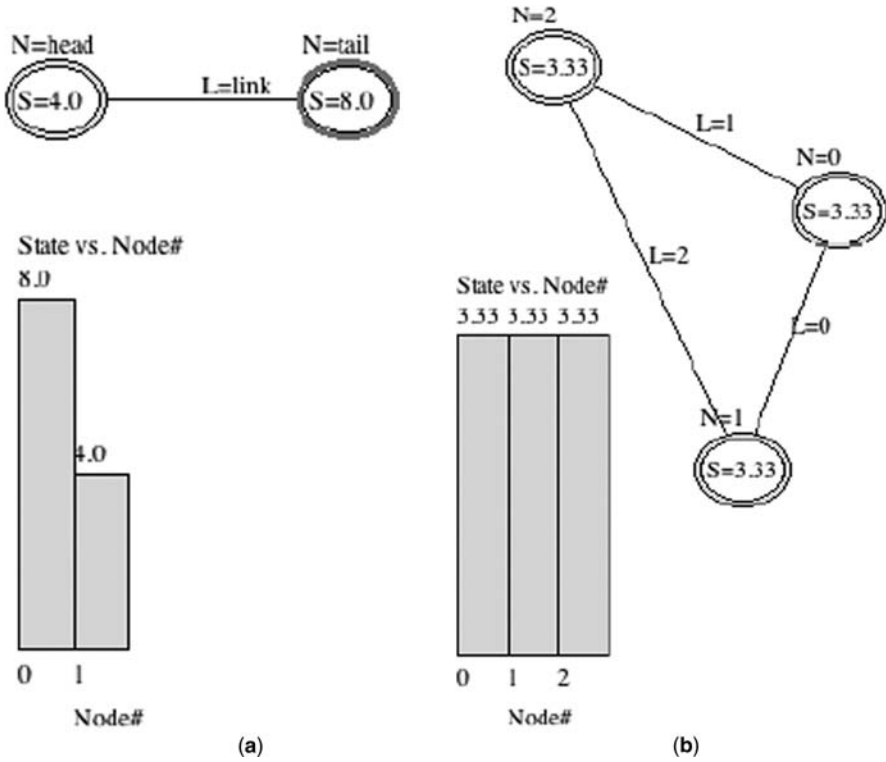 N=head
N=tail
S=4.0
L=link
S=8.0
State vs. Node#
8.0
4.0
0 1
Node#
(a)
N=2
S=3.33
L=1
N=0
S=3.33
L=2
State vs. Node#
3.33 3.33 3.33
L=0
N=1
S=3.33
0 1 2
Node#
(b)